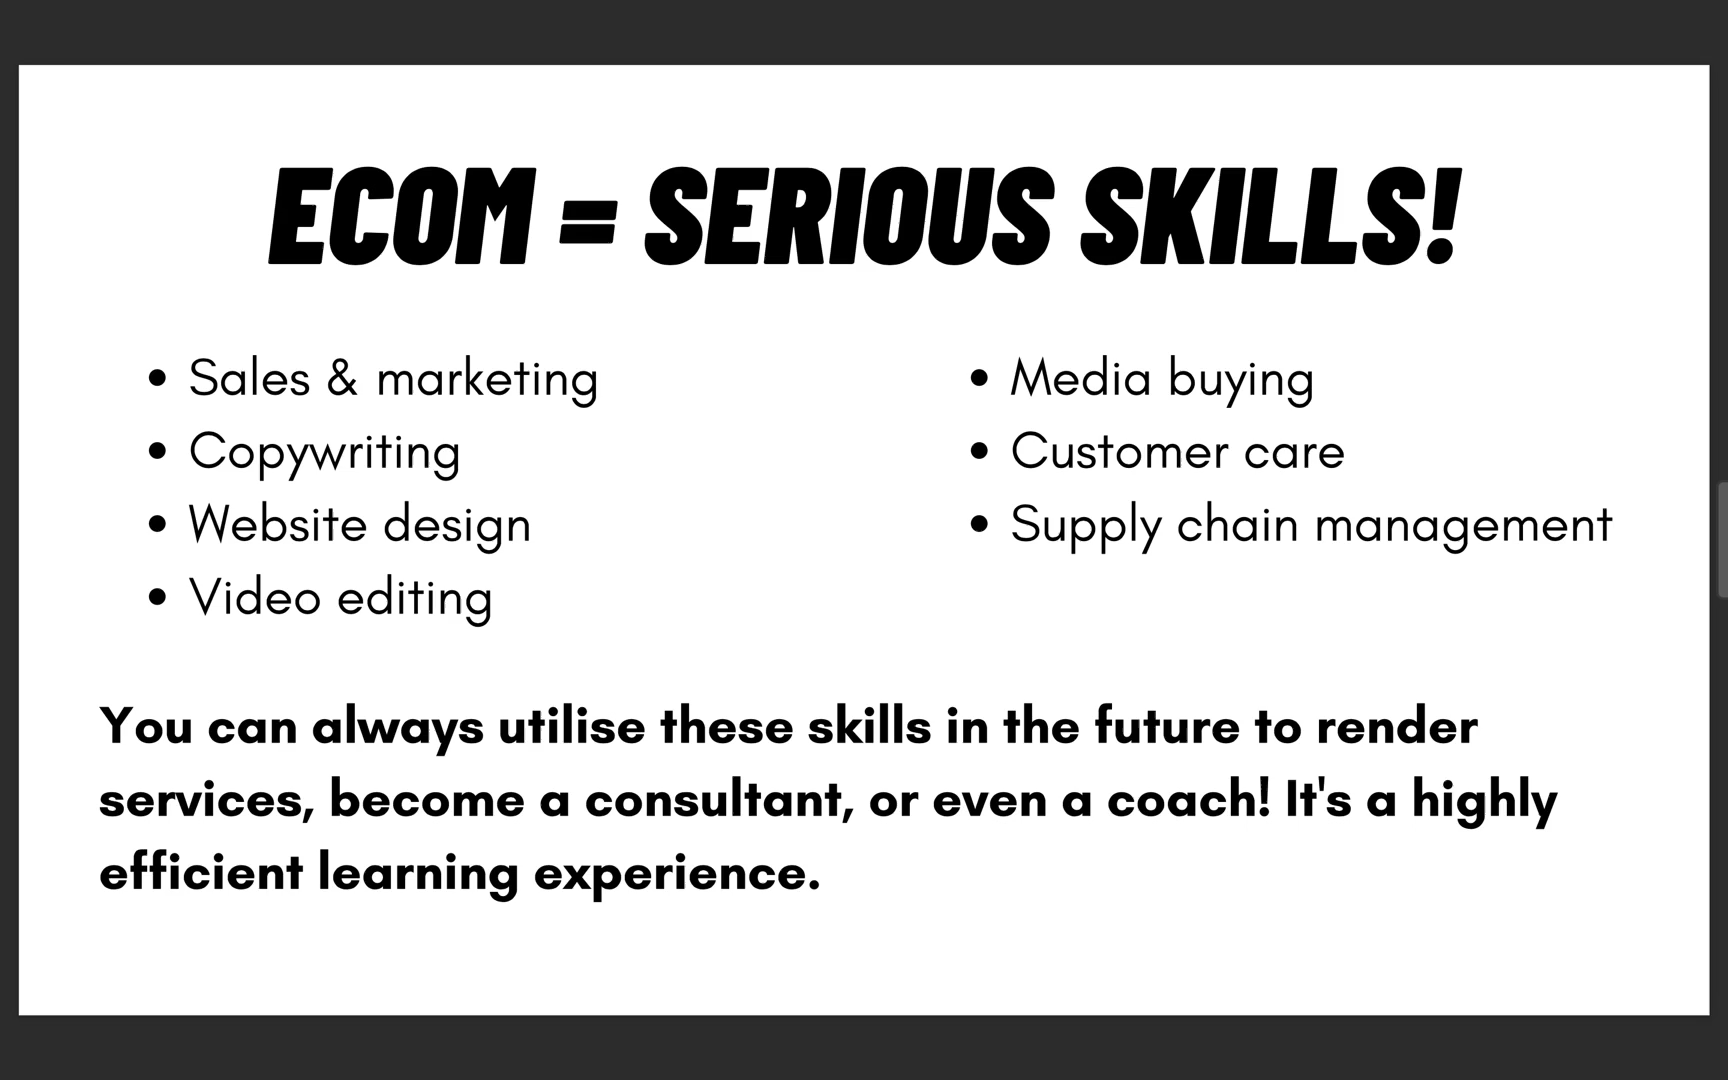 ECOM = SERIOUS SKILLS!
• Sales & marketing
• Copywriting
• Website design
• Video editing
• Media buying
• Customer care
• Supply chain management
You can always utilise these skills in the future to render
services, become a consultant, or even a coach! It's a highly
efficient learning experience.